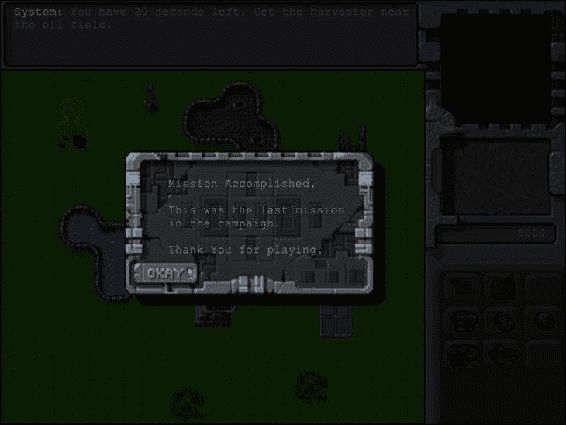 System: You have 20 seconds left. Get the harvester near
the oil field.
Mission Accomplished.
This was the last mission
in the campaign.
Thank You for playing.
OKAY